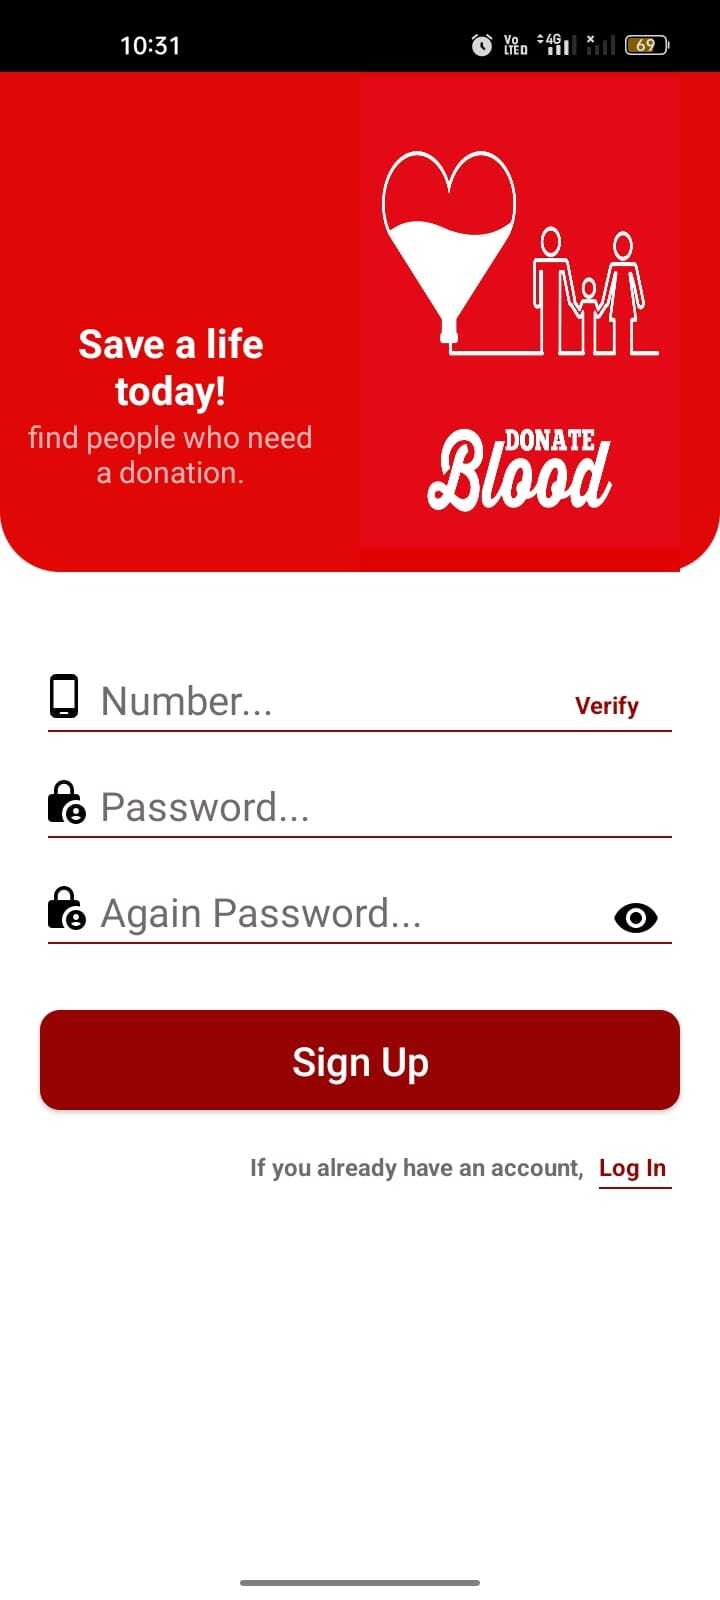 10:31
Vo LTE D 4G 69
Save a life
today!
find people who need
a donation.
DONATE
Blood
Number...
Verify
Password...
Again Password...
Sign Up
If you already have an account, Log In